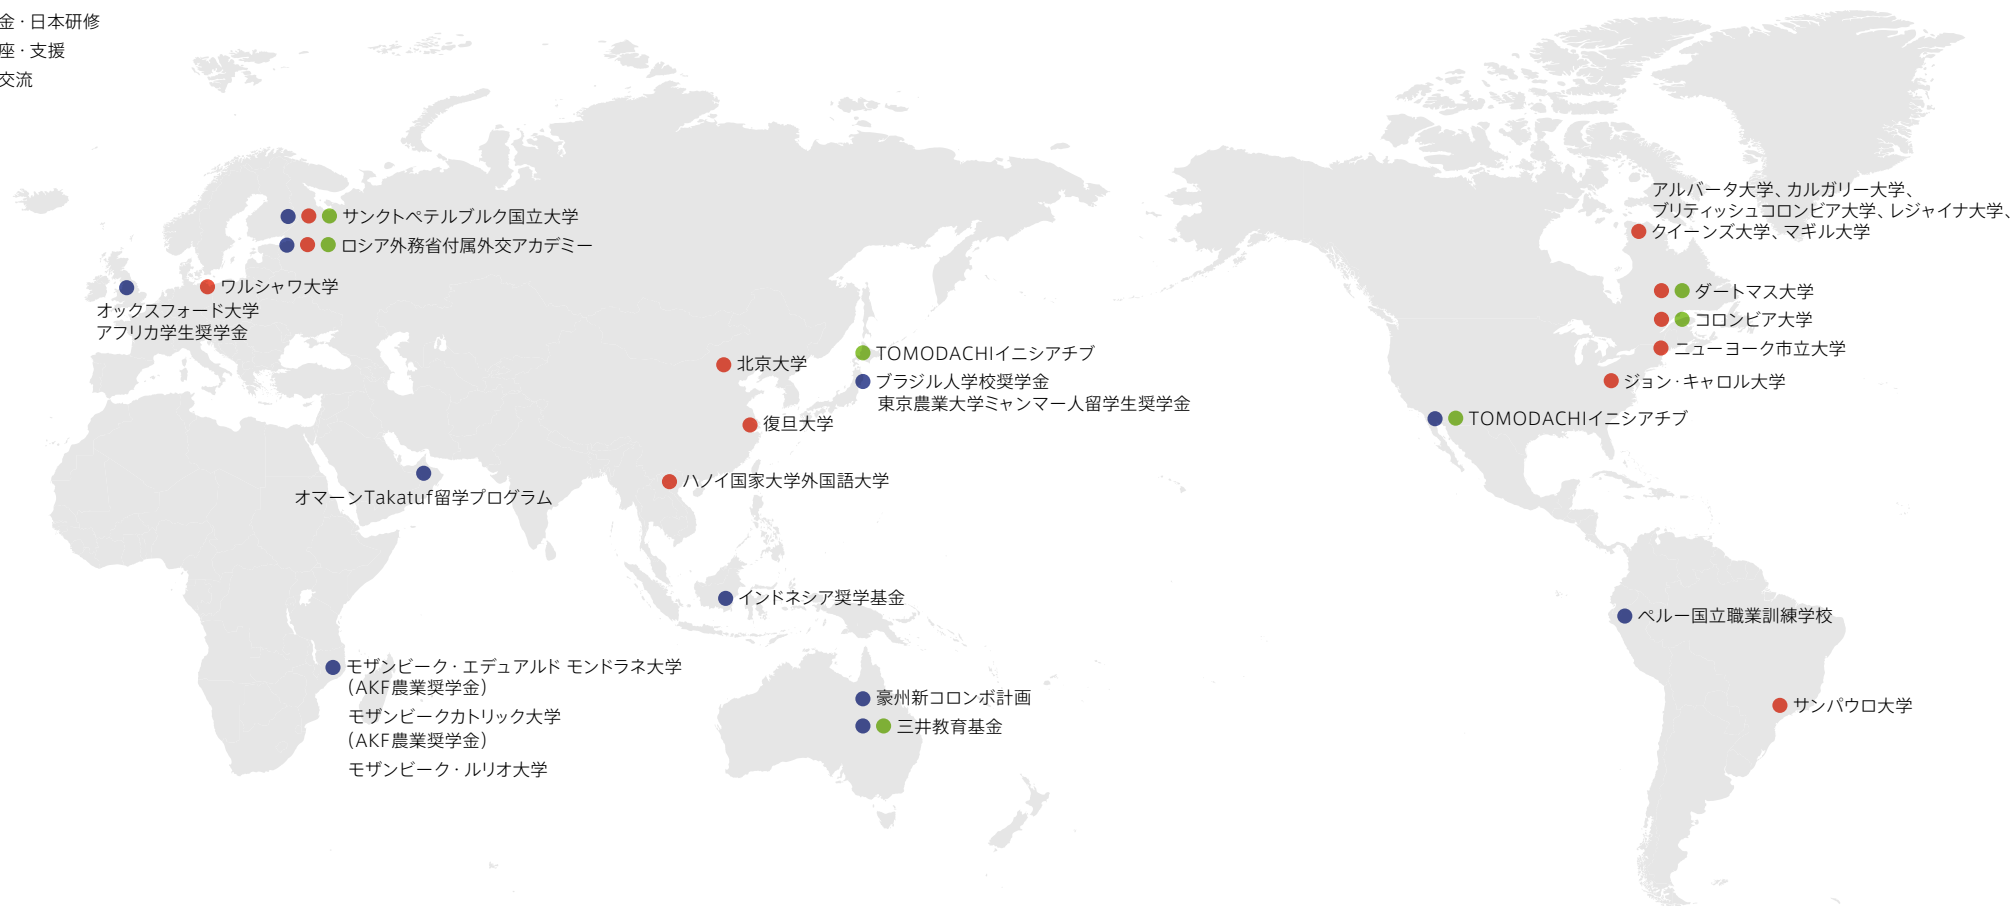 金・日本研修
座・支援
交流
サンクトペテルブルク国立大学
ロシア外務省付属外交アカデミー
ワルシャワ大学
オックスフォード大学
アフリカ学生奨学金
オマーンTakatuf留学プログラム
モザンビーク・エデュアルド モンドラネ大学
(AKF農業奨学金)
モザンビークカトリック大学
(AKF農業奨学金)
モザンビーク・ルリオ大学
北京大学
復旦大学
ハノイ国家大学外国語大学
TOMODACHIイニシアチブ
ブラジル人学校奨学金
東京農業大学ミャンマー人留学生奨学金
インドネシア奨学基金
豪州新コロンボ計画
三井教育基金
アルバータ大学、カルガリー大学、
ブリティッシュコロンビア大学、レジャイナ大学、
クイーンズ大学、マギル大学
ダートマス大学
コロンビア大学
ニューヨーク市立大学
ジョン・キャロル大学
TOMODACHIイニシアチブ
ペルー国立職業訓練学校
サンパウロ大学